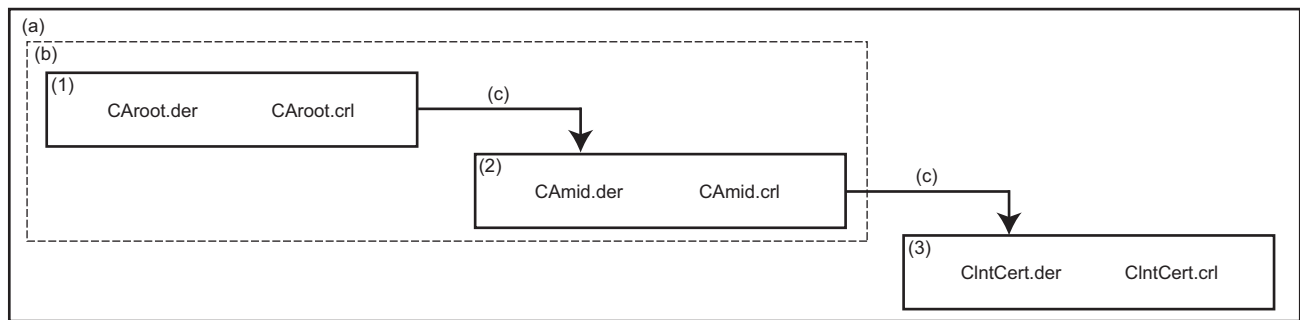 (a)
(b)
(1)
CAroot.der CAroot.crl
(c)
(2)
CAmid.der CAmid.crl
(c)
(3)
ClntCert.der ClntCert.crl